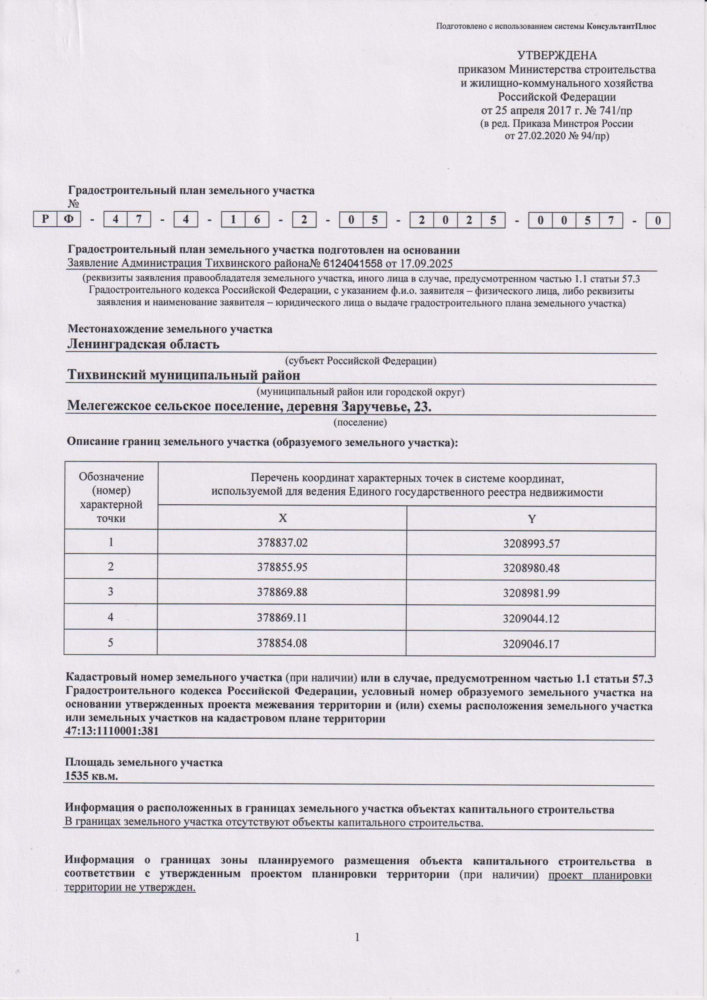 Подготовлено с использованием системы КонсультантПлюс
УТВЕРЖДЕНА
приказом Министерства строительства
и жилищно-коммунального хозяйства
Российской Федерации
от 25 апреля 2017 г. № 741/пр
(в ред. Приказа Минстроя России
от 27.02.2020 № 94/пр)
Градостроительный план земельного участка
№
Р Ф - 4 7 - 4 - 1 6 - 2 - 0 5 - 2 0 2 5 - 0 0 5 7 - 0
Градостроительный план земельного участка подготовлен на основании
Заявление Администрация Тихвинского района№ 6124041558 от 17.09.2025
(реквизиты заявления правообладателя земельного участка, иного лица в случае, предусмотренном частью 1.1 статьи 57.3
Градостроительного кодекса Российской Федерации, с указанием ф.и.о. заявителя – физического лица, либо реквизиты
заявления и наименование заявителя – юридического лица о выдаче градостроительного плана земельного участка)
Местонахождение земельного участка
Ленинградская область
(субъект Российской Федерации)
Тихвинский муниципальный район
(муниципальный район или городской округ)
Мелегежское сельское поселение, деревня Заручевье, 23.
(поселение)
Описание границ земельного участка (образуемого земельного участка):
Обозначение
(номер)
характерной
точки
Перечень координат характерных точек в системе координат,
используемой для ведения Единого государственного реестра недвижимости
X Y
1 378837.02 3208993.57
2 378855.95 3208980.48
3 378869.88 3208981.99
4 378869.11 3209044.12
5 378854.08 3209046.17
Кадастровый номер земельного участка (при наличии) или в случае, предусмотренном частью 1.1 статьи 57.3
Градостроительного кодекса Российской Федерации, условный номер образуемого земельного участка на
основании утвержденных проекта межевания территории и (или) схемы расположения земельного участка
или земельных участков на кадастровом плане территории
47:13:1110001:381
Площадь земельного участка
1535 кв.м.
Информация о расположенных в границах земельного участка объектах капитального строительства
В границах земельного участка отсутствуют объекты капитального строительства.
Информация о границах зоны планируемого размещения объекта капитального строительства в
соответствии с утвержденным проектом планировки территории (при наличии) проект планировки
территории не утвержден.
1